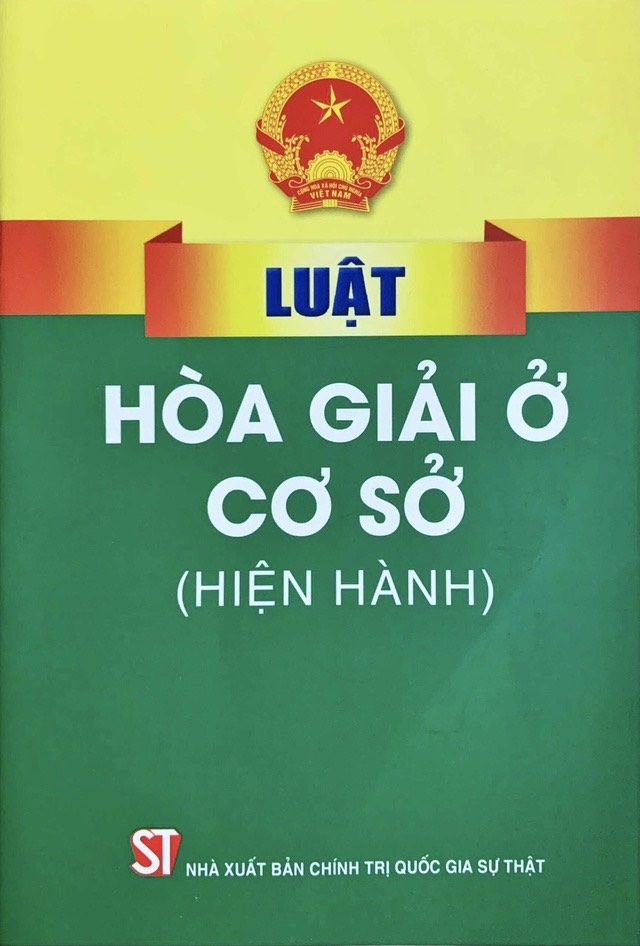 CỘNG HÒA XÃ HỘI CHỦ NGHĨA
VIỆT NAM
LUẬT
HÒA GIẢI Ở
CƠ SỞ
(HIỆN HÀNH)
ST
NHÀ XUẤT BẢN CHÍNH TRỊ QUỐC GIA SỰ THẬT